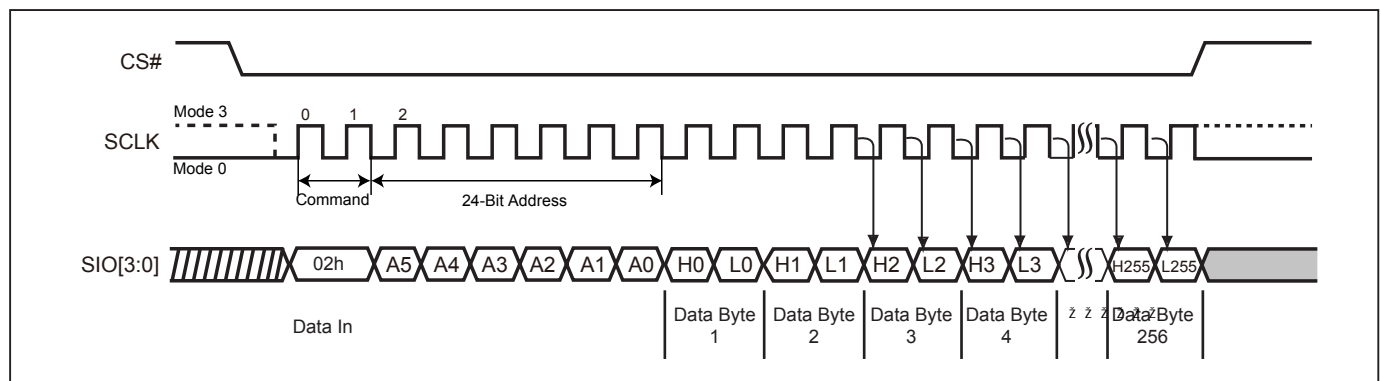 CS#
Mode 3
0 1 2
SCLK
Mode 0
Command
24-Bit Address
SIO[3:0]
02h A5 A4 A3 A2 A1 A0 H0 L0 H1 L1 H2 L2 H3 L3 H255 L255
Data In
Data Byte
1
Data Byte
2
Data Byte
3
Data Byte
4
ž ž ž ž ž ž
Data Byte
256